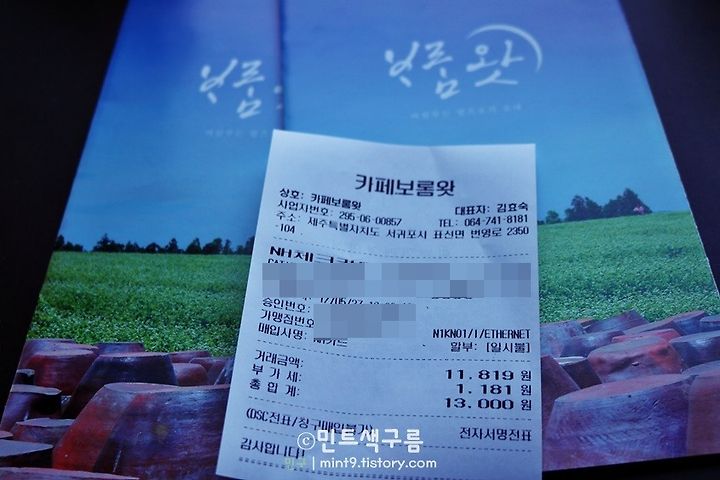 보롬왓
카페보롬왓
상호: 카페보롬왓
대표자: 김효숙
사업자번호: 295-06-00857
TEL: 064-741-8181
주소: 제주특별자치도 서귀포시 표선면 번영로 2350
-104
승인번호:
가맹점번호
N1KN01/I/ETHERNET
매입사명:
할부: [일시불]
거래금액: 11,819 원
부가세: 1,181 원
총합계: 13,000 원
전자서명전표
감사합니다!
©민트색구름
mint9.tistory.com